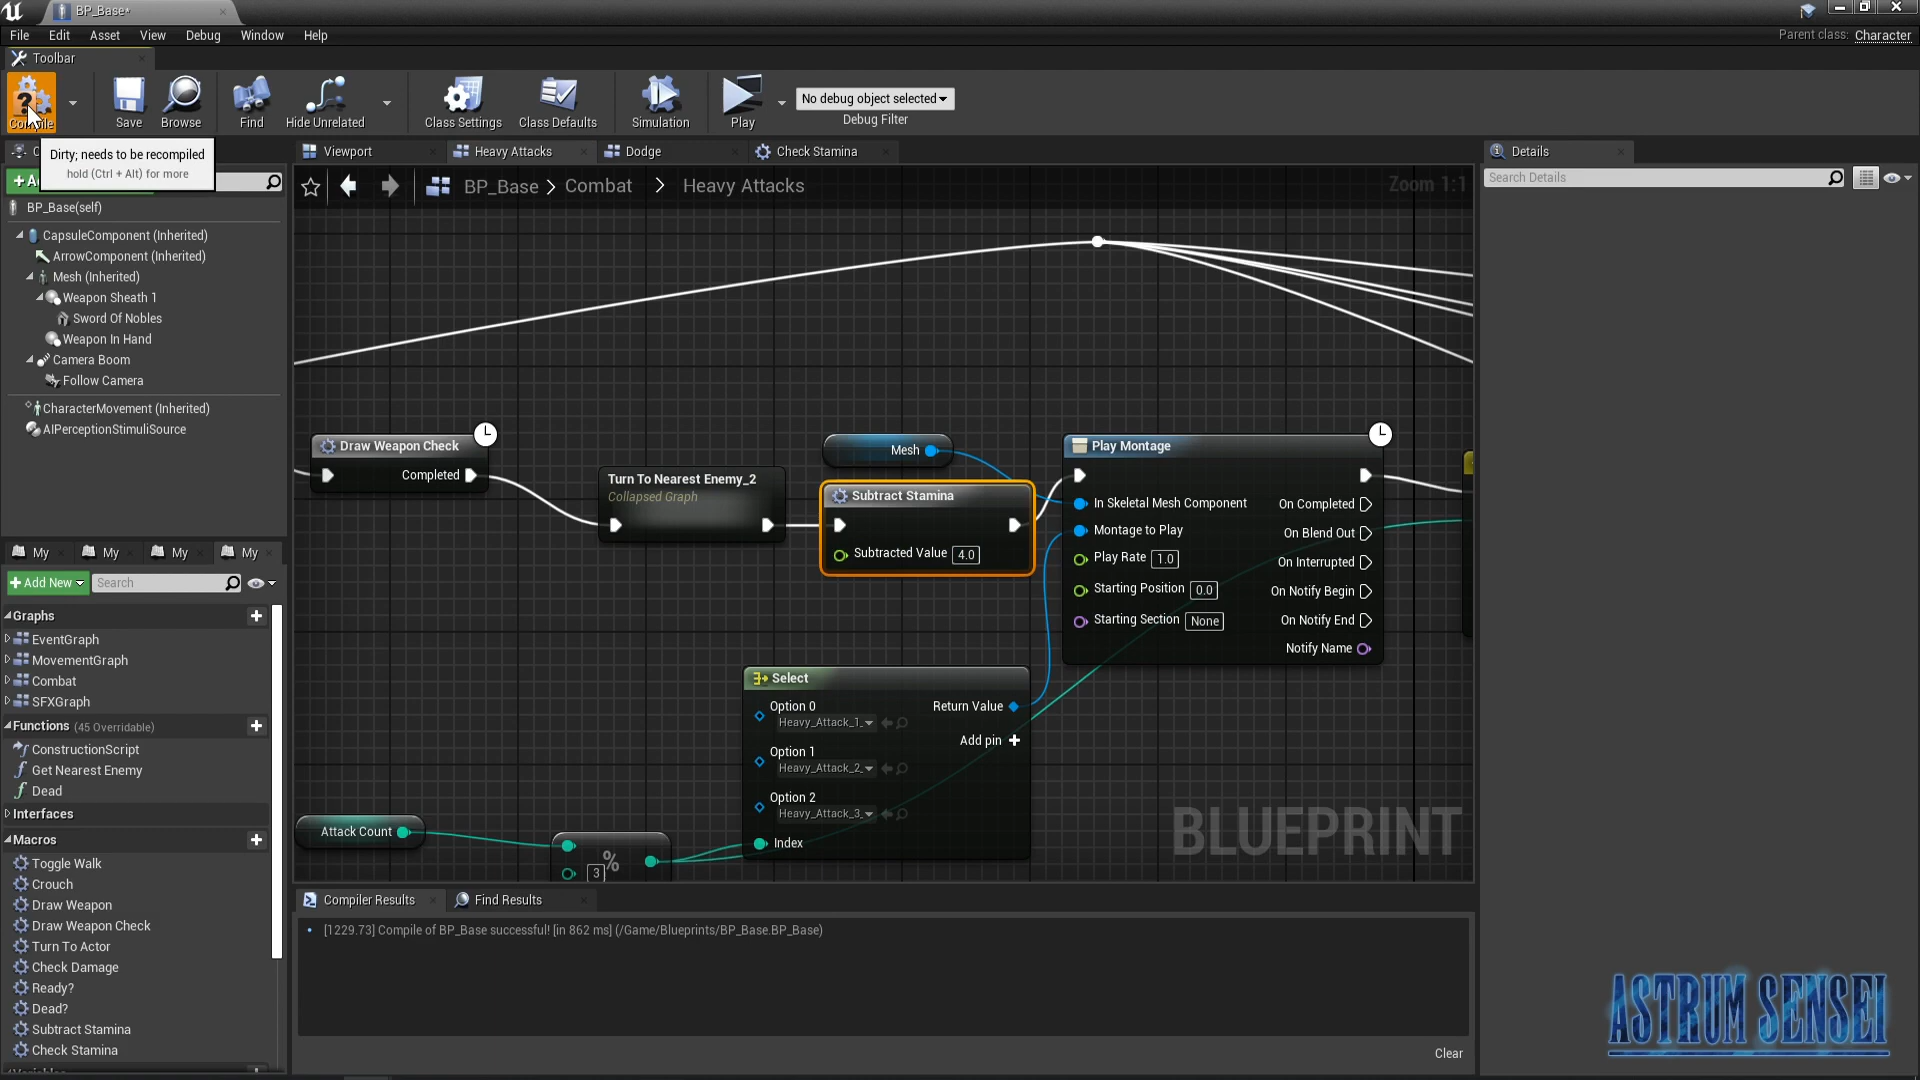 BP_Base*
File Edit Asset View Debug Window Help
Parent class: Character
Toolbar
Compile Save Browse Find Hide Unrelated Class Settings Class Defaults Simulation Play
No debug object selected
Debug Filter
Dirty; needs to be recompiled
hold (Ctrl + Alt) for more
Viewport Heavy Attacks Dodge Check Stamina
BP_Base > Combat > Heavy Attacks
Zoom 1:1
Details
Search Details
BP_Base(self)
CapsuleComponent (Inherited)
ArrowComponent (Inherited)
Mesh (Inherited)
Weapon Sheath 1
Sword Of Nobles
Weapon In Hand
Camera Boom
Follow Camera
CharacterMovement (Inherited)
AIPerceptionStimuliSource
My My My My
+ Add New Search
Graphs
EventGraph
MovementGraph
Combat
SFXGraph
Functions (45 Overridable)
ConstructionScript
Get Nearest Enemy
Dead
Interfaces
Macros
Toggle Walk
Crouch
Draw Weapon
Draw Weapon Check
Turn To Actor
Check Damage
Ready?
Dead?
Subtract Stamina
Check Stamina
Draw Weapon Check
Completed
Turn To Nearest Enemy_2
Collapsed Graph
Mesh
Subtract Stamina
Subtracted Value 4.0
Play Montage
In Skeletal Mesh Component On Completed
Montage to Play On Blend Out
Play Rate 1.0 On Interrupted
Starting Position 0.0 On Notify Begin
Starting Section None On Notify End
Notify Name
Select
Option 0 Return Value
Heavy_Attack_1_
Add pin +
Option 1
Heavy_Attack_2_
Option 2
Heavy_Attack_3_
Index
Attack Count
%
3
BLUEPRINT
Compiler Results Find Results
[1229.73] Compile of BP_Base successful! [in 862 ms] (/Game/Blueprints/BP_Base.BP_Base)
Clear
ASTRUM SENSEI